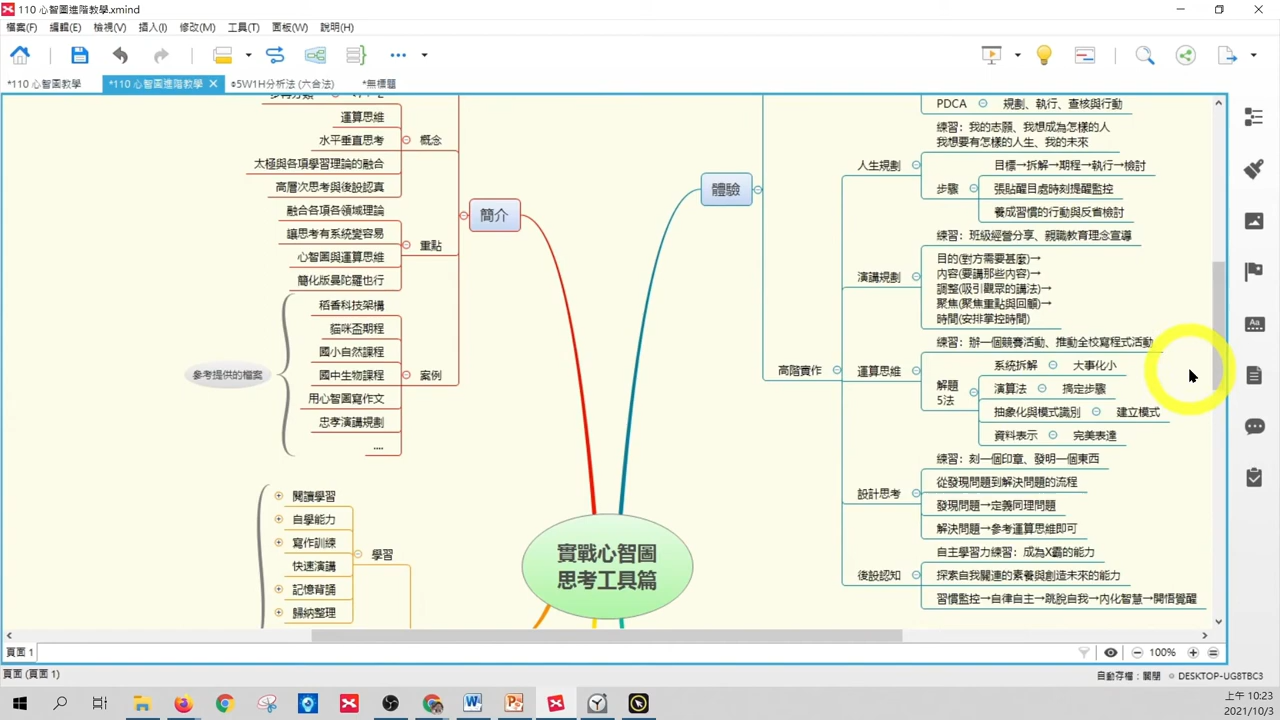 110 心智圖進階教學.xmind
檔案(F) 編輯(E) 檢視(V) 插入(I) 修改(M) 工具(T) 面板(W) 說明(H)
*110 心智圖教學 *110 心智圖進階教學 5W1H分析法 (六合法) *無標題
運算思維
水平垂直思考
概念
太極與各項學習理論的融合
高層次思考與後設認真
融合各項各領域理論
讓思考有系統變容易
重點
心智圖與運算思維
簡化版曼陀羅也行
稻香科技架構
貓咪盃期程
國小自然課程
國中生物課程
案例
用心智圖寫作文
忠孝演講規劃
....
參考提供的檔案
簡介
閱讀學習
自學能力
寫作訓練
快速演講
記憶背誦
歸納整理
學習
實戰心智圖
思考工具篇
體驗
高階實作
PDCA 規劃、執行、查核與行動
人生規劃
練習：我的志願、我想成為怎樣的人
我想要有怎樣的人生、我的未來
步驟
目標→拆解→期程→執行→檢討
張貼醒目處時刻提醒監控
養成習慣的行動與反省檢討
演講規劃
練習：班級經營分享、親職教育理念宣導
目的(對方需要甚麼)→
內容(要講那些內容)→
調整(吸引觀眾的講法)→
聚焦(聚焦重點與回顧)→
時間(安排掌控時間)
運算思維
練習：辦一個競賽活動、推動全校寫程式活動
解題
5法
系統拆解 大事化小
演算法 搞定步驟
抽象化與模式識別 建立模式
資料表示 完美表達
設計思考
練習：刻一個印章、發明一個東西
從發現問題到解決問題的流程
發現問題→定義同理問題
解決問題→參考運算思維即可
後設認知
自主學習力練習：成為X霸的能力
探索自我關連的素養與創造未來的能力
習慣監控→自律自主→跳脫自我→內化智慧→開悟覺醒
頁面 1
100%
頁面 (頁面 1)
自動存檔：關閉 DESKTOP-UG8TBC3
上午 10:23
2021/10/3